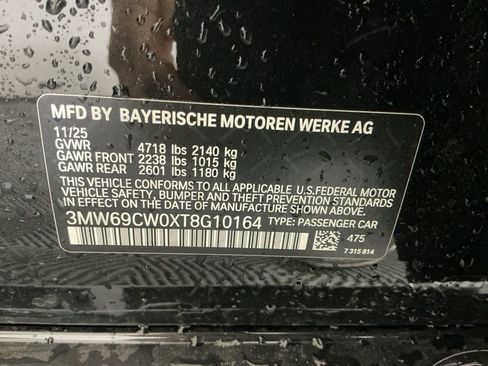 MFD BY BAYERISCHE MOTOREN WERKE AG
11/25
GVWR 4718 lbs 2140 kg
GAWR FRONT 2238 lbs 1015 kg
GAWR REAR 2601 lbs 1180 kg
THIS VEHICLE CONFORMS TO ALL APPLICABLE U.S.FEDERAL MOTOR
VEHICLE SAFETY, BUMPER AND THEFT PREVENTION STANDARDS
IN EFFECT ON THE DATE OF MANUFACTURE SHOWN ABOVE.
3MW69CW0XT8G10164 TYPE: PASSENGER CAR
475
7 315 814